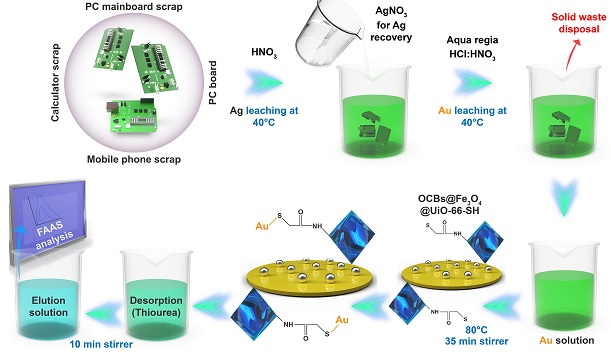 PC mainboard scrap
Calculator scrap
PC board
Mobile phone scrap
HNO₃
Ag leaching at
40°C
AgNO₃
for Ag
recovery
Aqua regia
HCl:HNO₃
Au leaching at
40°C
Solid waste
disposal
FAAS
analysis
Elution
solution
10 min stirrer
Desorption
(Thiourea)
Au
S
O
NH
NH
O
S
Au
OCBs@Fe₃O₄
@UiO-66-SH
S
O
NH
NH
O
S
80°C
35 min stirrer
Au solution